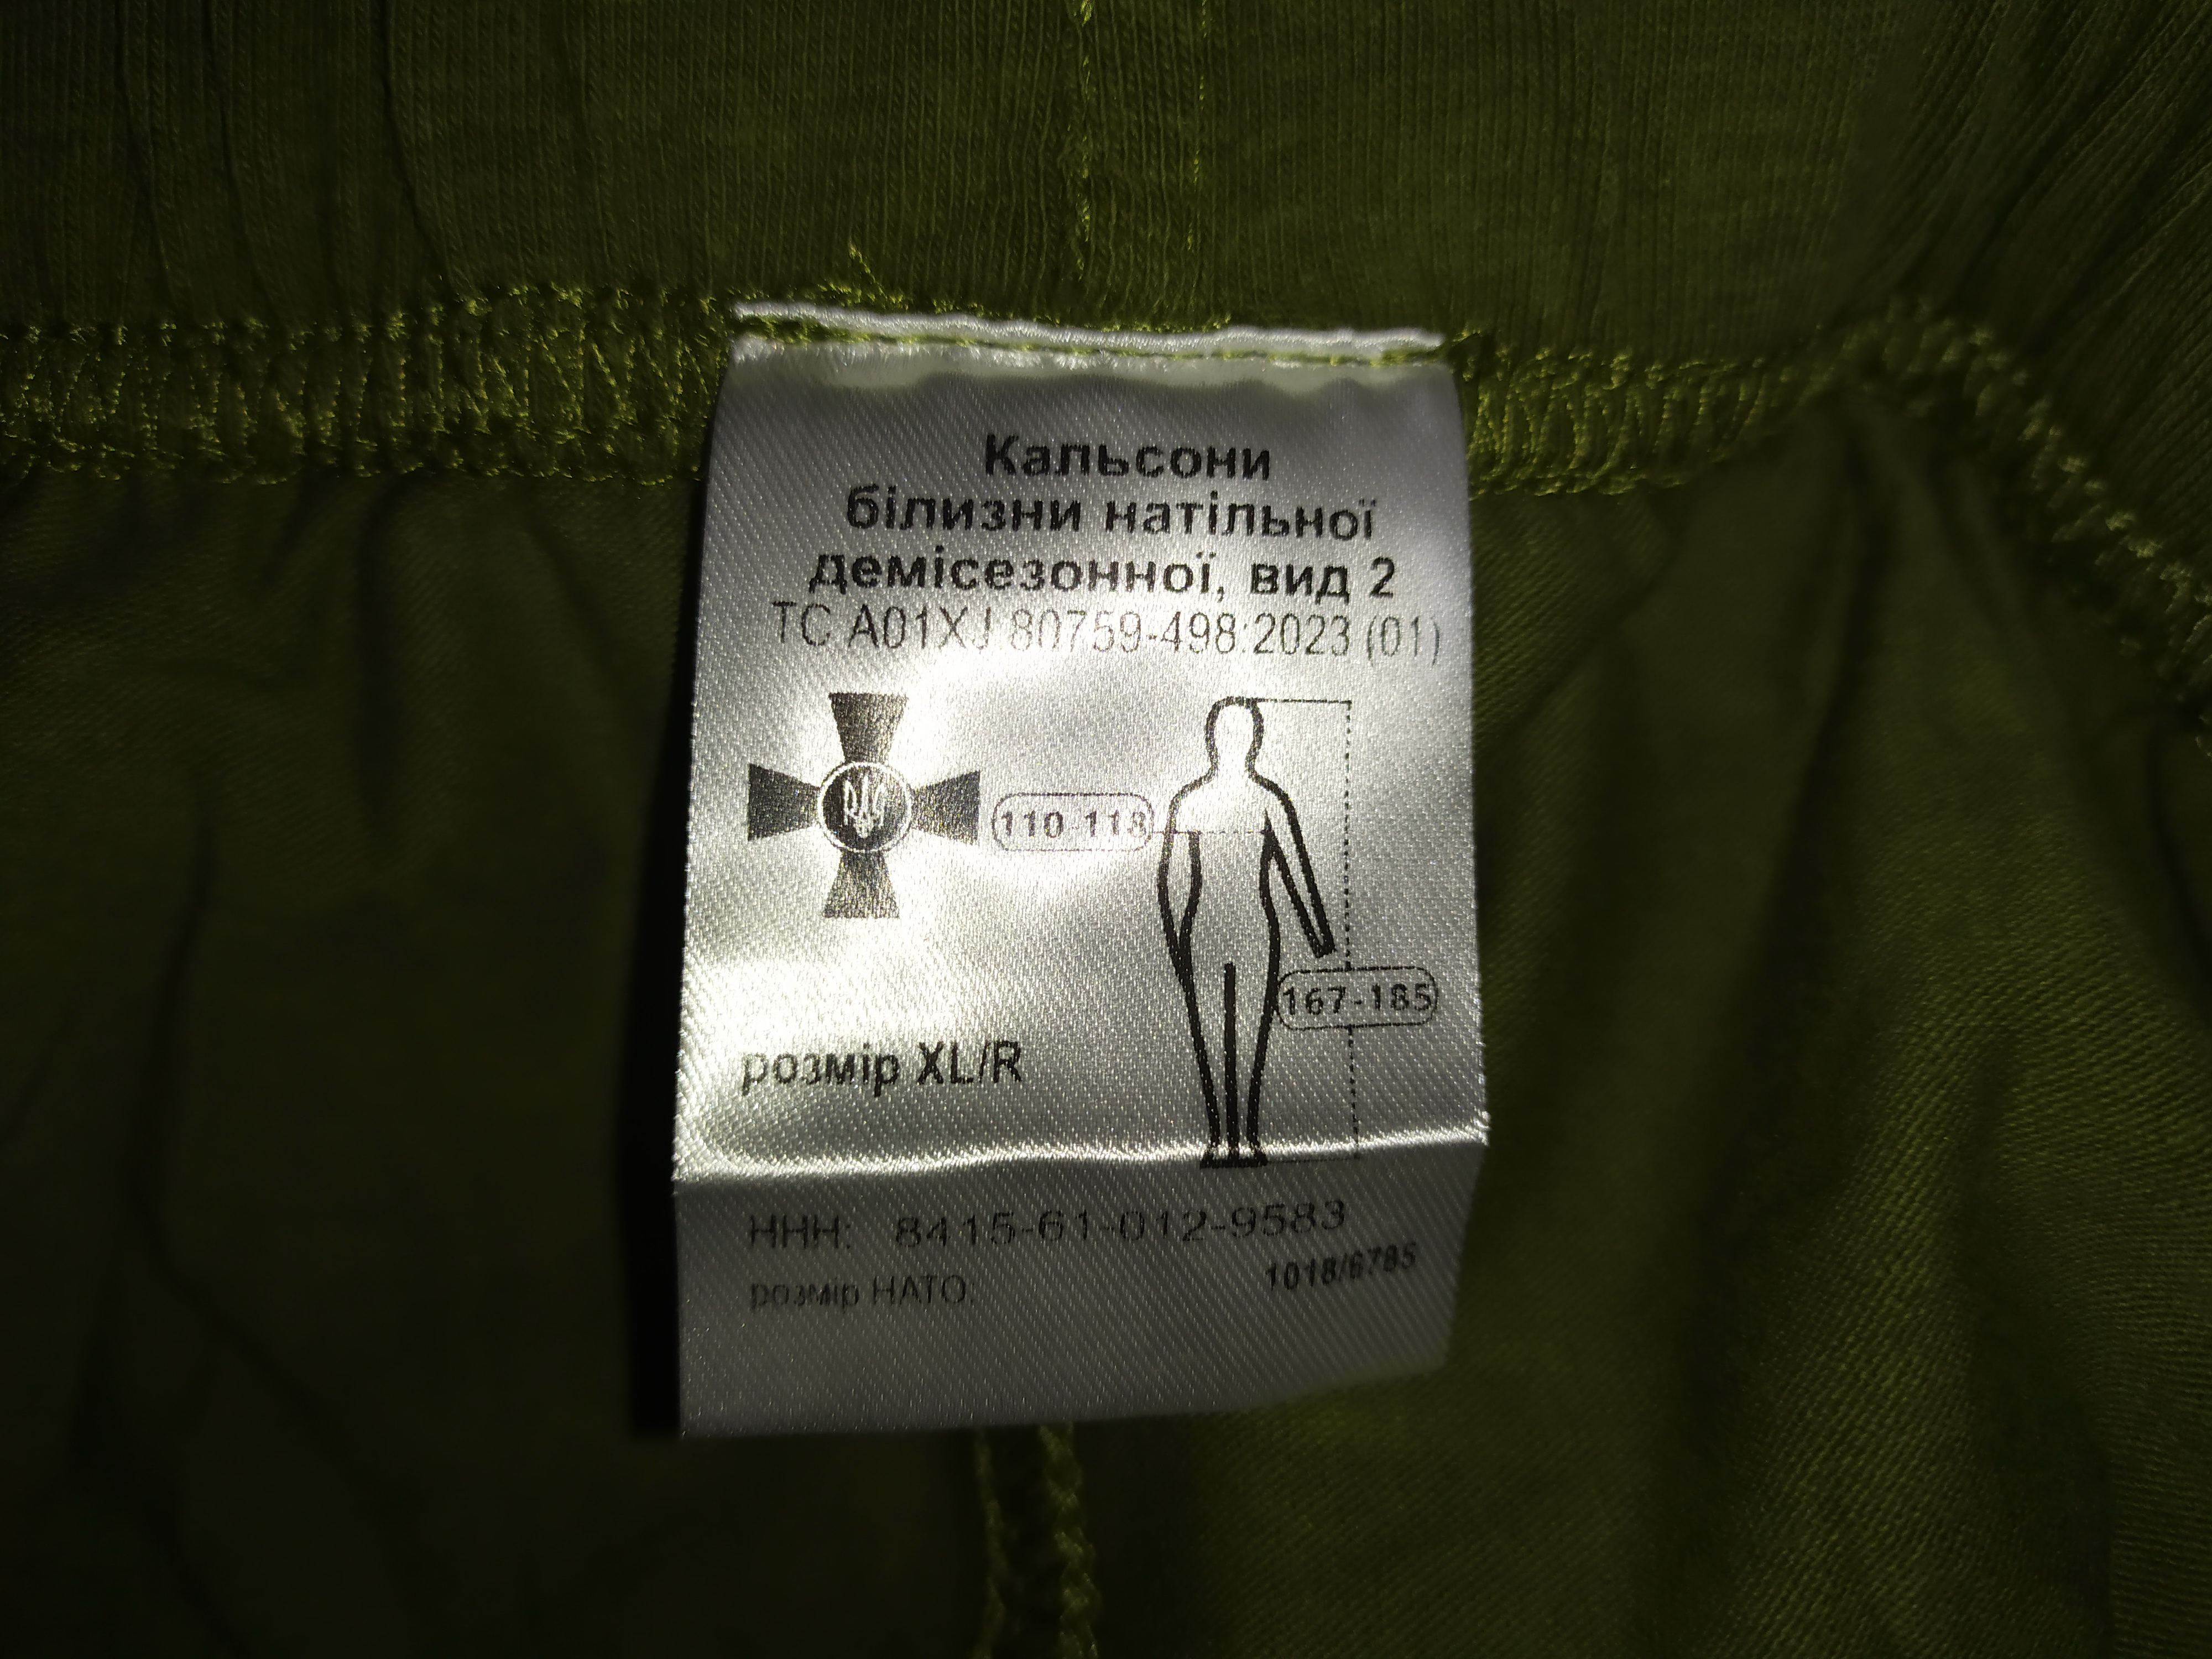 Кальсони
білизни натільної
демісезонної, вид 2
ТС А01XJ 80759-498:2023 (01)
110-118
167-185
розмір XL/R
ННН: 8415-61-012-9583
розмір НАТО: 1018/6785